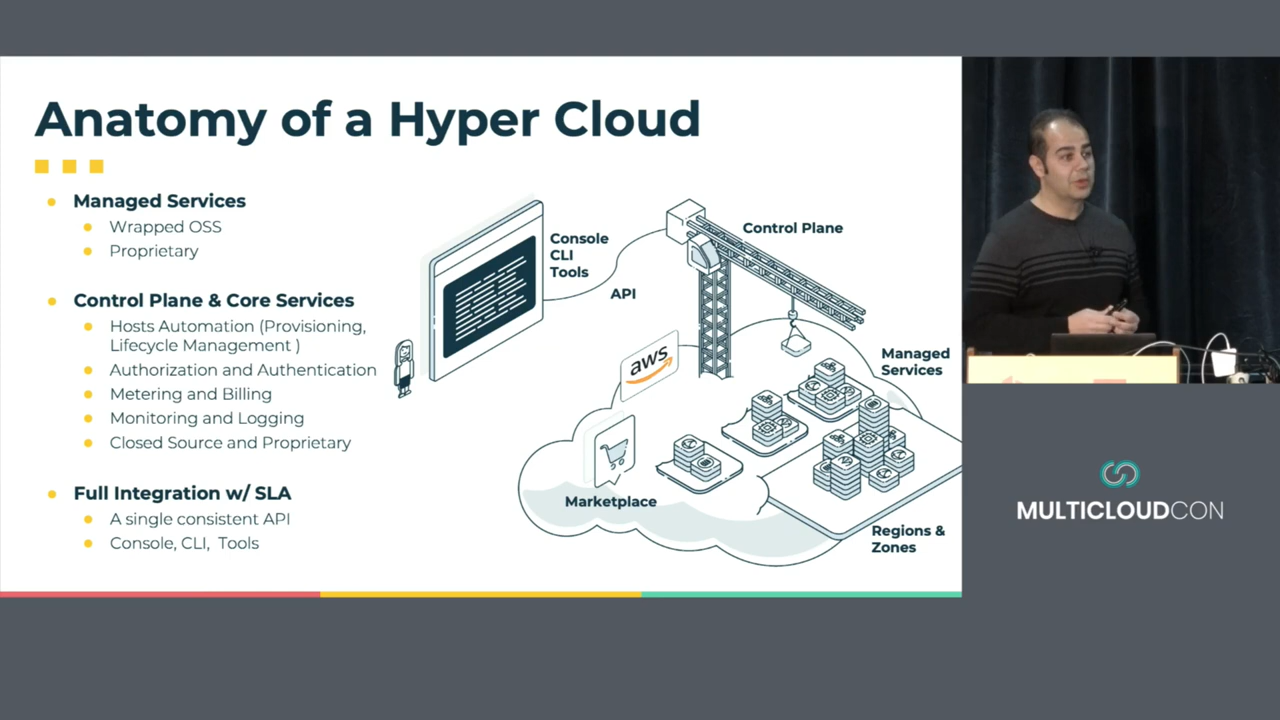 Anatomy of a Hyper Cloud
Managed Services
Wrapped OSS
Proprietary
Control Plane & Core Services
Hosts Automation (Provisioning,
Lifecycle Management )
Authorization and Authentication
Metering and Billing
Monitoring and Logging
Closed Source and Proprietary
Full Integration w/ SLA
A single consistent API
Console, CLI, Tools
Console
CLI
Tools
API
Control Plane
aws
Managed
Services
Marketplace
Regions &
Zones
MULTICLOUDCON